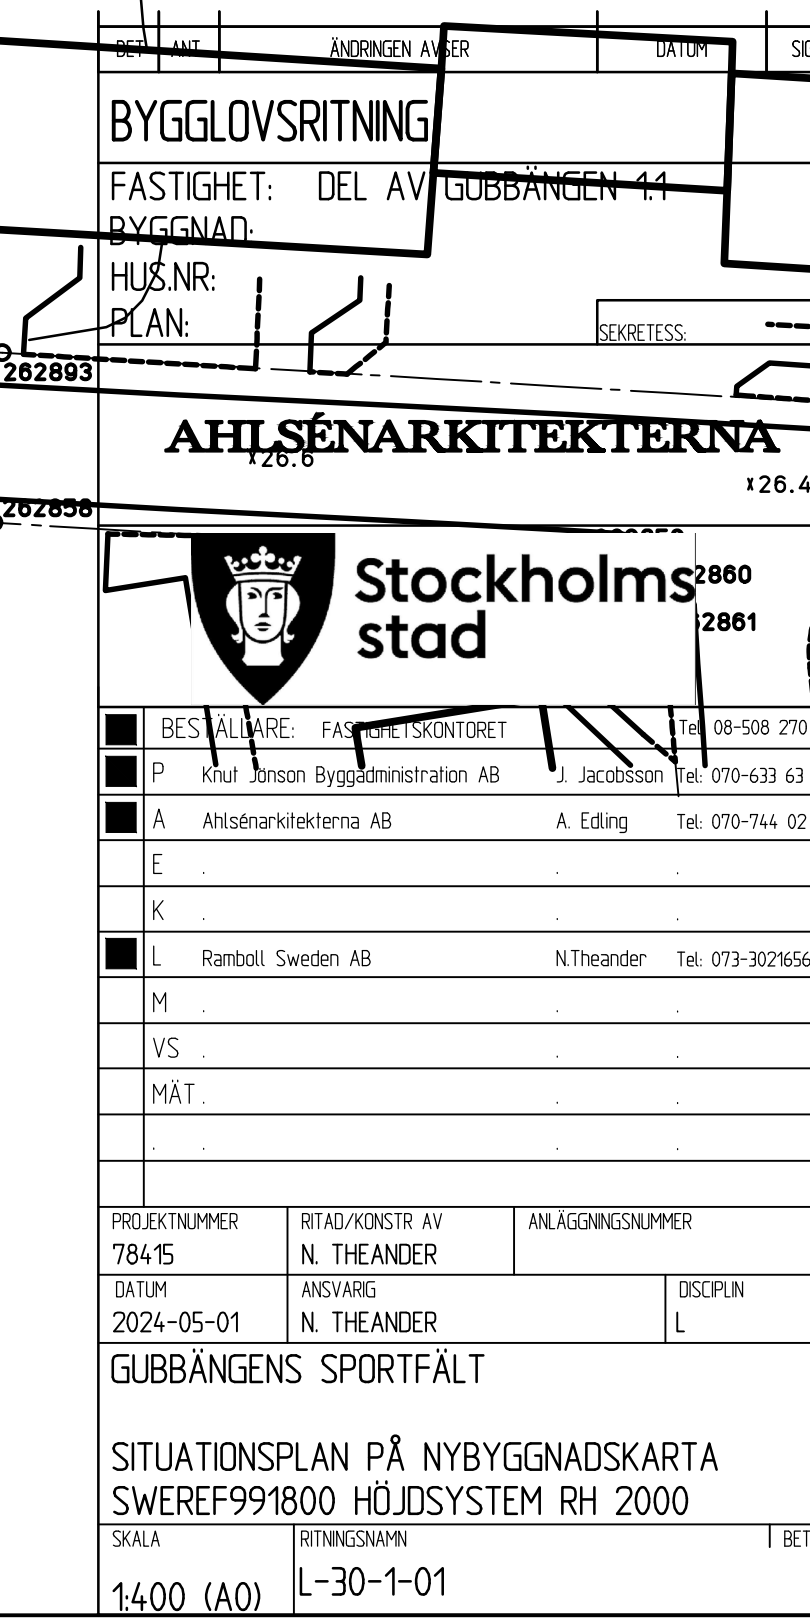 BET ANT ÄNDRINGEN AVSER DATUM
BYGGLOVSRITNING
FASTIGHET: DEL AV GUBBÄNGEN 1:1
BYGGNAD:
HUS.NR:
PLAN:
SEKRETESS:
262893
AHLSÉNARKITEKTERNA
x26.6
x26.4
262858
Stockholms
stad
2860
2861
BESTÄLLARE: FASTIGHETSKONTORET Tel: 08-508 270
P Knut Jönson Byggadministration AB J. Jacobsson Tel: 070-633 63
A Ahlsénarkitekterna AB A. Edling Tel: 070-744 02
E . . .
K . . .
L Ramboll Sweden AB N.Theander Tel: 073-3021656
M . . .
VS . . .
MÄT . . .
. . . .
PROJEKTNUMMER RITAD/KONSTR AV ANLÄGGNINGSNUMMER
78415 N. THEANDER
DATUM ANSVARIG DISCIPLIN
2024-05-01 N. THEANDER L
GUBBÄNGENS SPORTFÄLT
SITUATIONSPLAN PÅ NYBYGGNADSKARTA
SWEREF991800 HÖJDSYSTEM RH 2000
SKALA RITNINGSNAMN BET
1:400 (A0) L-30-1-01